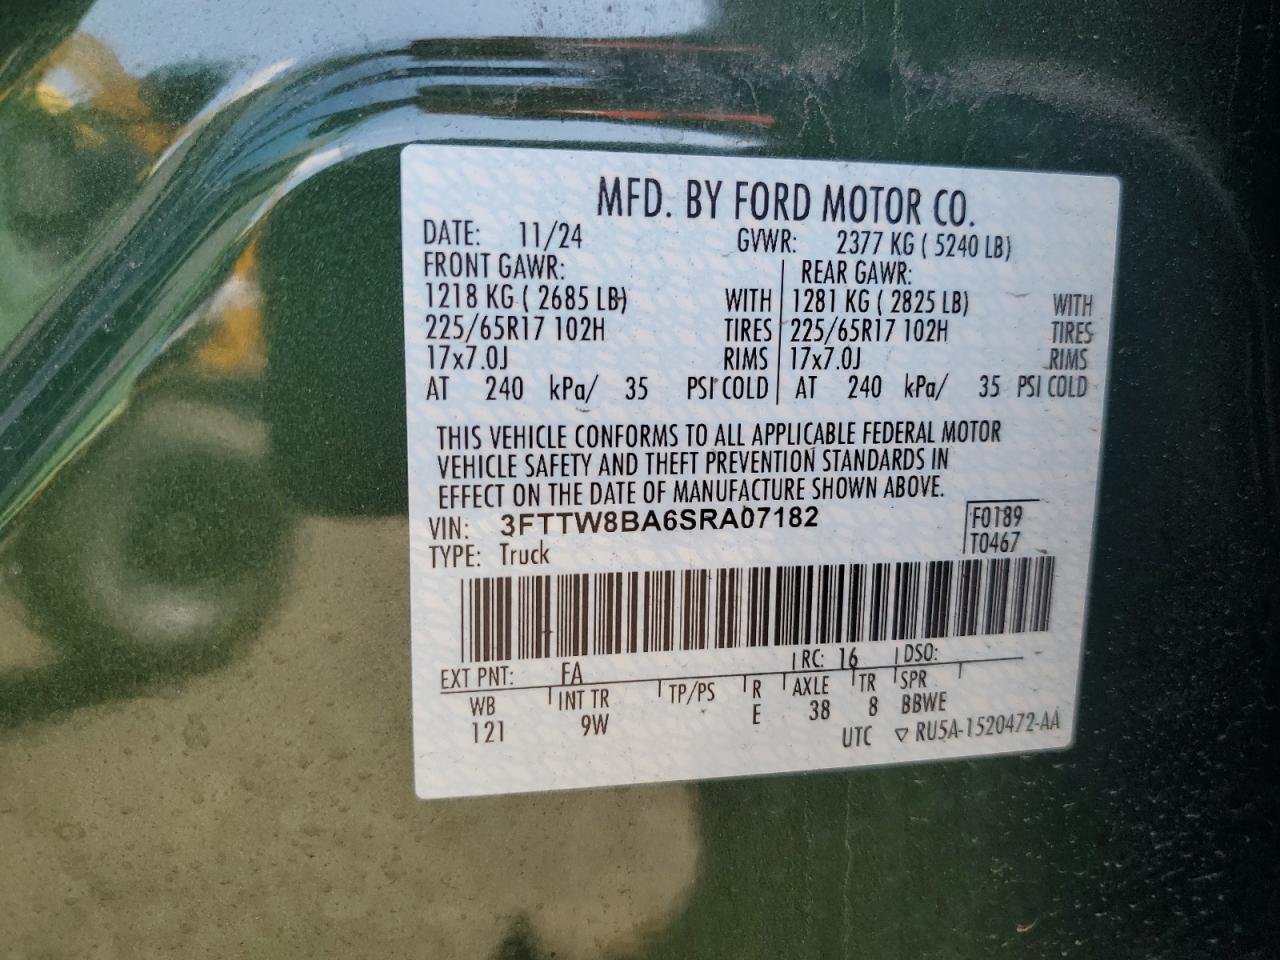 MFD. BY FORD MOTOR CO.
DATE: 11/24 GVWR: 2377 KG ( 5240 LB)
FRONT GAWR: REAR GAWR:
1218 KG ( 2685 LB) WITH 1281 KG ( 2825 LB) WITH
225/65R17 102H TIRES 225/65R17 102H TIRES
17x7.0J RIMS 17x7.0J RIMS
AT 240 kPa/ 35 PSI COLD AT 240 kPa/ 35 PSI COLD
THIS VEHICLE CONFORMS TO ALL APPLICABLE FEDERAL MOTOR
VEHICLE SAFETY AND THEFT PREVENTION STANDARDS IN
EFFECT ON THE DATE OF MANUFACTURE SHOWN ABOVE.
VIN: 3FTTW8BA6SRA07182 F0189
TYPE: Truck T0467
EXT PNT: FA RC: 16 DSO:
WB INT TR TP/PS R AXLE TR SPR
121 9W E 38 8 BBWE
UTC ▽ RU5A-1520472-AA